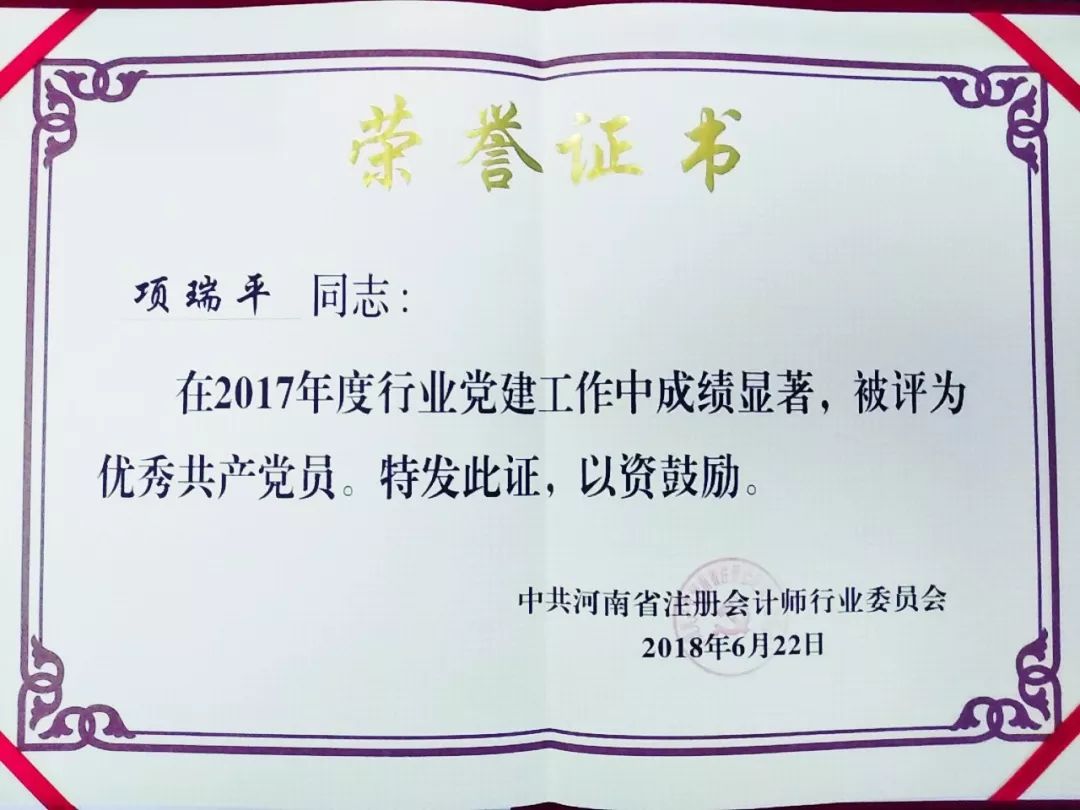 荣誉证书
项瑞平 同志：
在2017年度行业党建工作中成绩显著，被评为
优秀共产党员。特发此证，以资鼓励。
中共河南省注册会计师行业委员会
2018年6月22日